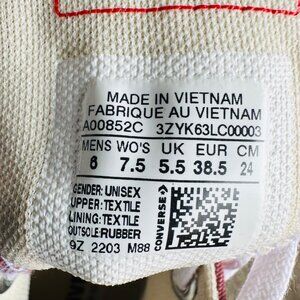 MADE IN VIETNAM
FABRIQUE AU VIETNAM
A00852C 3ZYK63LC00003
MENS WO'S UK EUR CM
6 7.5 5.5 38.5 24
GENDER: UNISEX
UPPER: TEXTILE
LINING: TEXTILE
OUTSOLE: RUBBER
9Z 2203 M88
CONVERSE